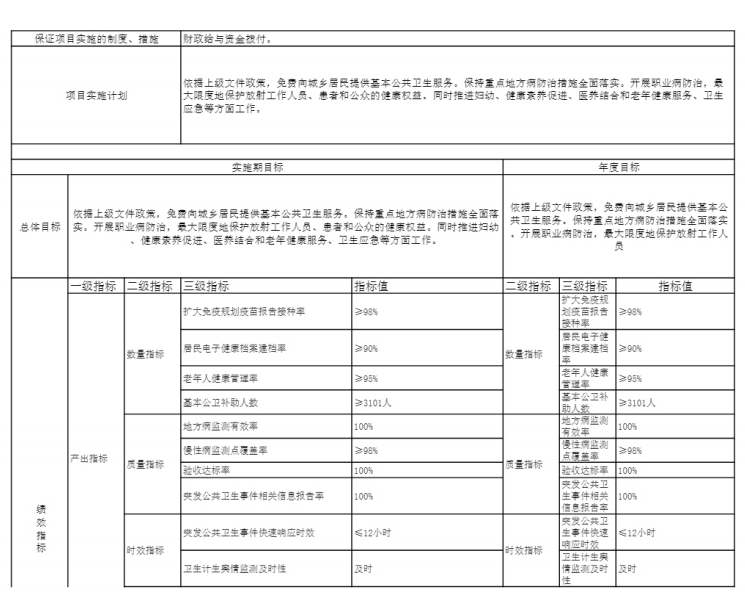 保证项目实施的制度、措施 财政给与资金拨付。
项目实施计划
依据上级文件政策，免费向城乡居民提供基本公共卫生服务。保持重点地方病防治措施全面落实。开展职业病防治，最
大限度地保护放射工作人员、患者和公众的健康权益。同时推进妇幼、健康素养促进、医养结合和老年健康服务、卫生
应急等方面工作。
实施期目标 年度目标
总体目标
依据上级文件政策，免费向城乡居民提供基本公共卫生服务。保持重点地方病防治措施全面落
实。开展职业病防治，最大限度地保护放射工作人员、患者和公众的健康权益。同时推进妇幼
、健康素养促进、医养结合和老年健康服务、卫生应急等方面工作。
依据上级文件政策，免费向城乡居民提供基本公
共卫生服务。保持重点地方病防治措施全面落实
。开展职业病防治，最大限度地保护放射工作人
员
一级指标 二级指标 三级指标 指标值 二级指标 三级指标 指标值
绩
效
指
标
产出指标
数量指标
扩大免疫规划疫苗报告接种率 ≥98%
居民电子健康档案建档率 ≥90%
老年人健康管理率 ≥95%
基本公卫补助人数 ≥3101人
质量指标
地方病监测有效率 100%
慢性病监测点覆盖率 ≥98%
验收达标率 100%
突发公共卫生事件相关信息报告率 100%
时效指标
突发公共卫生事件快速响应时效 ≤12小时
卫生计生舆情监测及时性 及时
数量指标
扩大免疫规
划疫苗报告
接种率
≥98%
居民电子健
康档案建档
率
≥90%
老年人健康
管理率
≥95%
基本公卫补
助人数
≥3101人
质量指标
地方病监测
有效率
100%
慢性病监测
点覆盖率
≥98%
验收达标率 100%
突发公共卫
生事件相关
信息报告率
100%
时效指标
突发公共卫
生事件快速
响应时效
≤12小时
卫生计生舆
情监测及时
性
及时